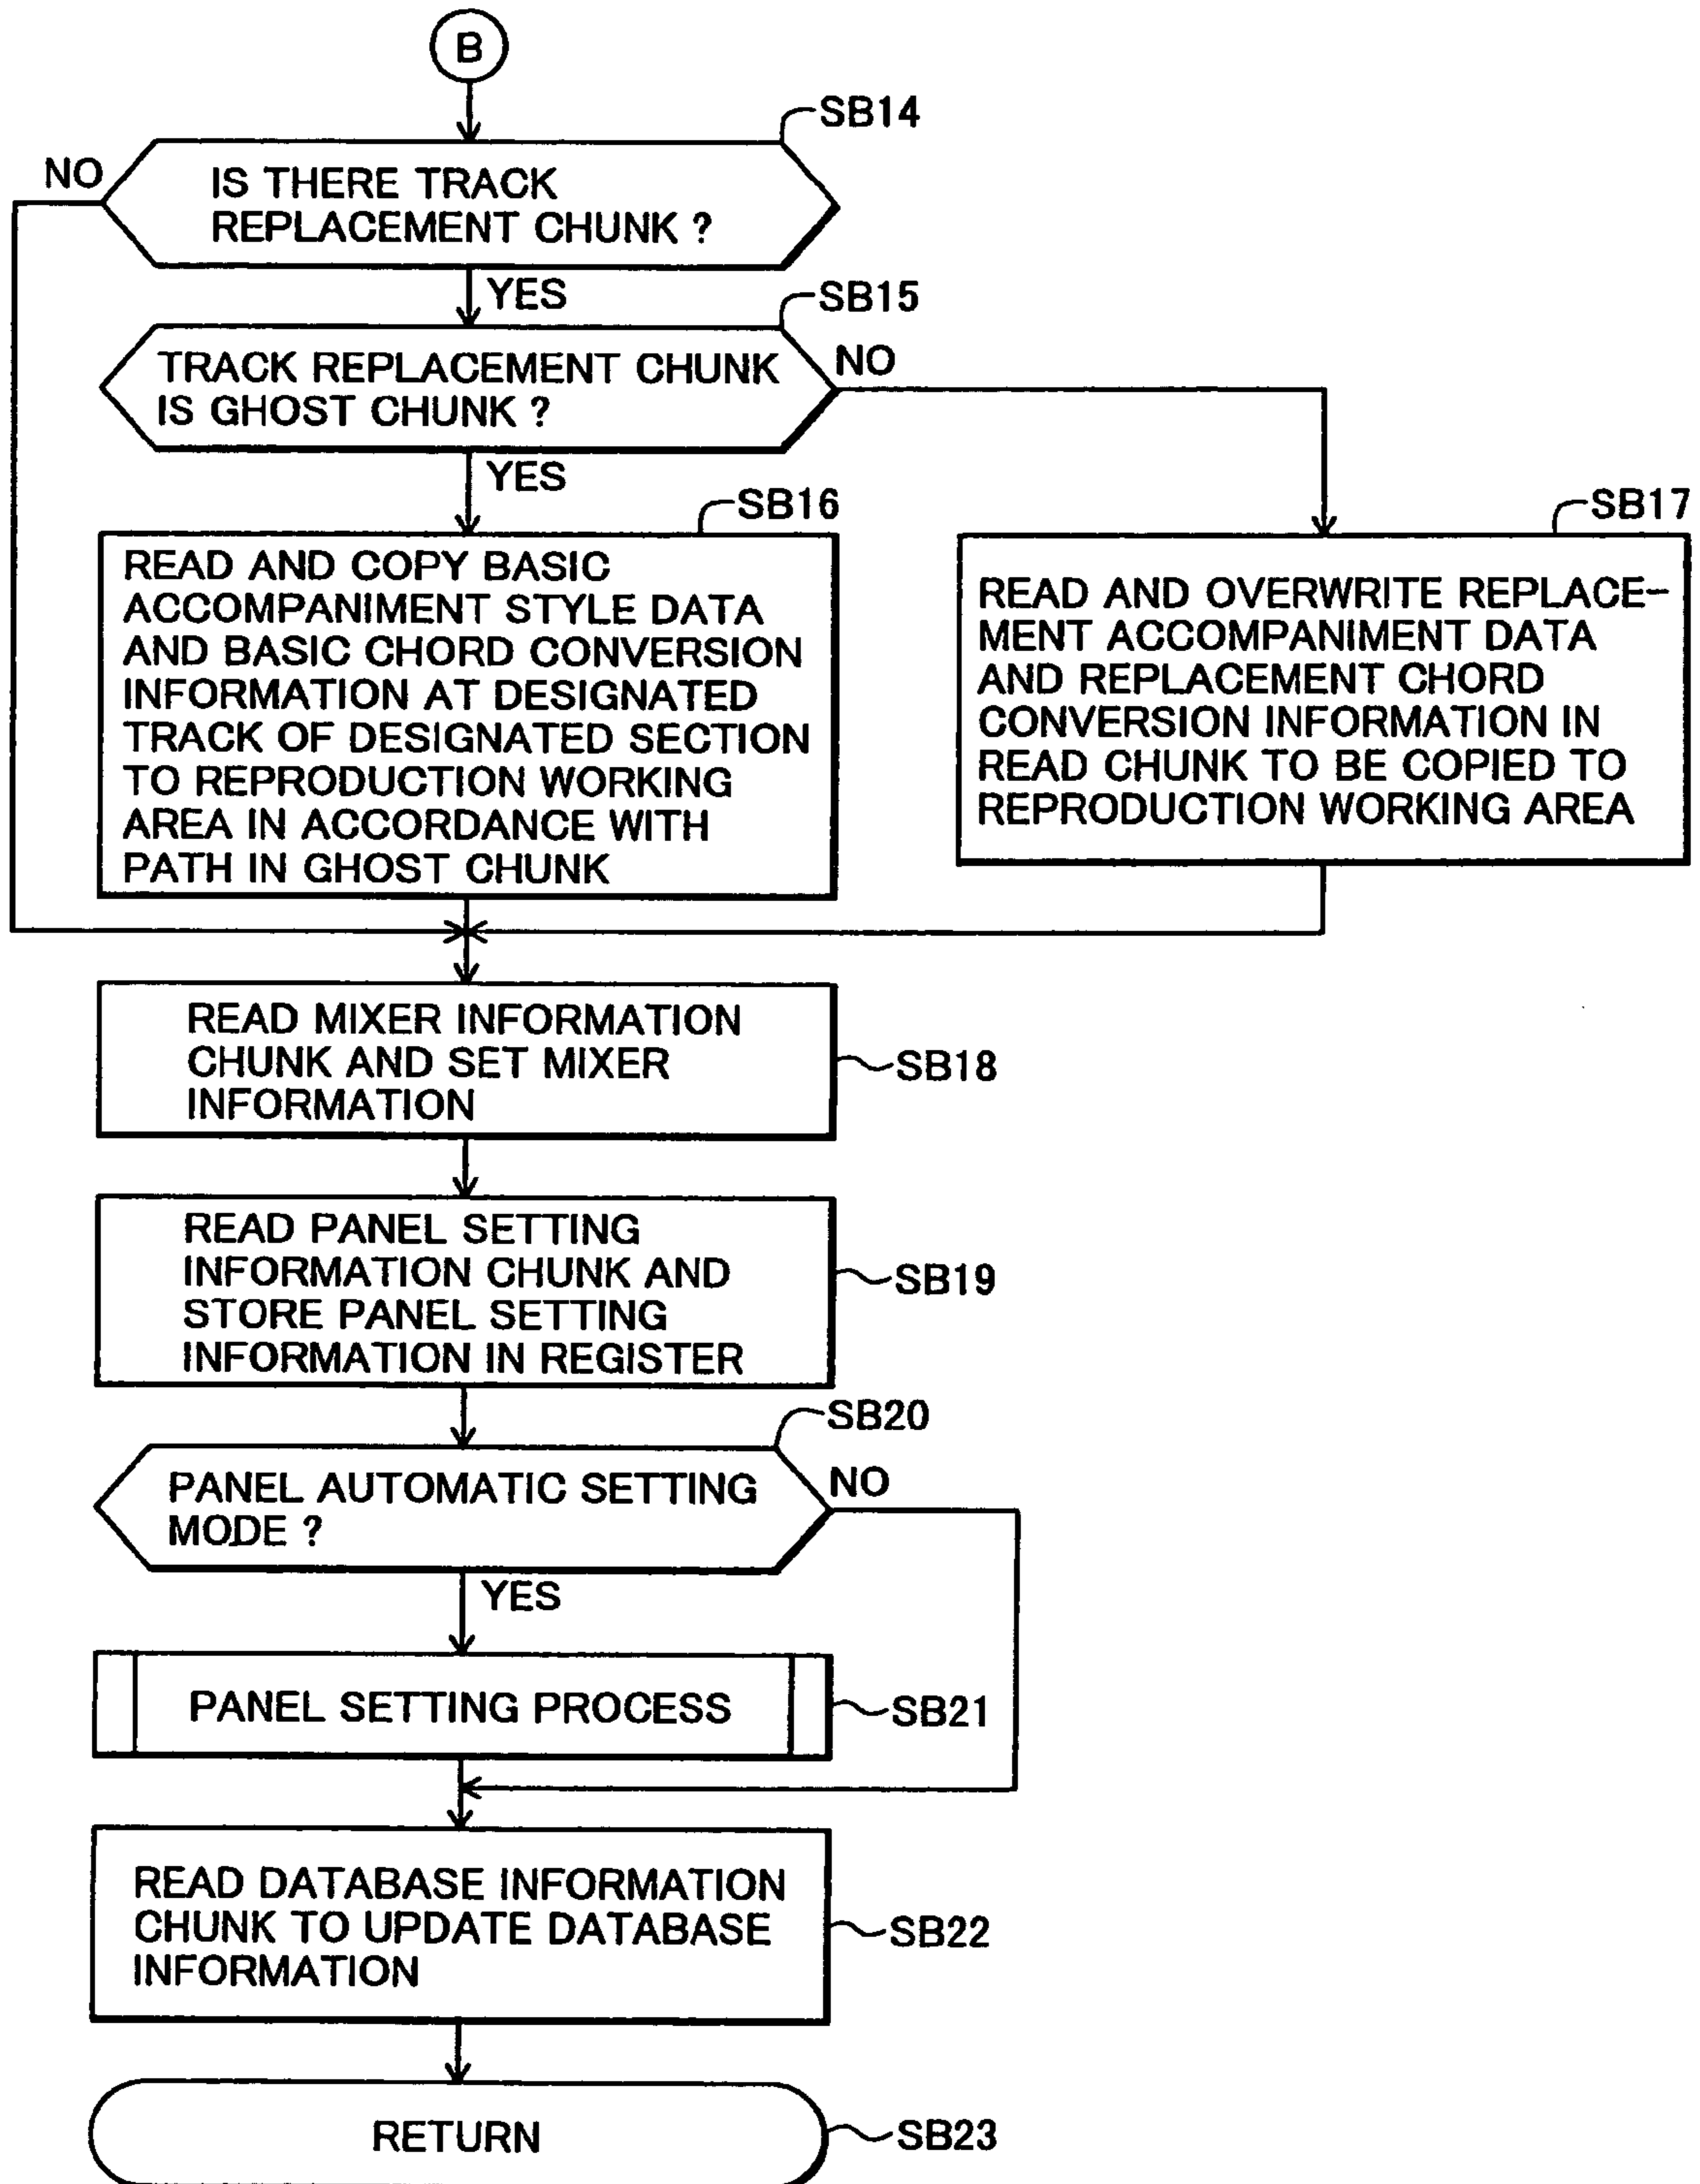 B
SB14
NO
IS THERE TRACK
REPLACEMENT CHUNK ?
YES
SB15
TRACK REPLACEMENT CHUNK
IS GHOST CHUNK ?
NO
YES
SB16
READ AND COPY BASIC
ACCOMPANIMENT STYLE DATA
AND BASIC CHORD CONVERSION
INFORMATION AT DESIGNATED
TRACK OF DESIGNATED SECTION
TO REPRODUCTION WORKING
AREA IN ACCORDANCE WITH
PATH IN GHOST CHUNK
SB17
READ AND OVERWRITE REPLACE-
MENT ACCOMPANIMENT DATA
AND REPLACEMENT CHORD
CONVERSION INFORMATION IN
READ CHUNK TO BE COPIED TO
REPRODUCTION WORKING AREA
READ MIXER INFORMATION
CHUNK AND SET MIXER
INFORMATION
SB18
READ PANEL SETTING
INFORMATION CHUNK AND
STORE PANEL SETTING
INFORMATION IN REGISTER
SB19
SB20
PANEL AUTOMATIC SETTING
MODE ?
NO
YES
PANEL SETTING PROCESS
SB21
READ DATABASE INFORMATION
CHUNK TO UPDATE DATABASE
INFORMATION
SB22
RETURN
SB23